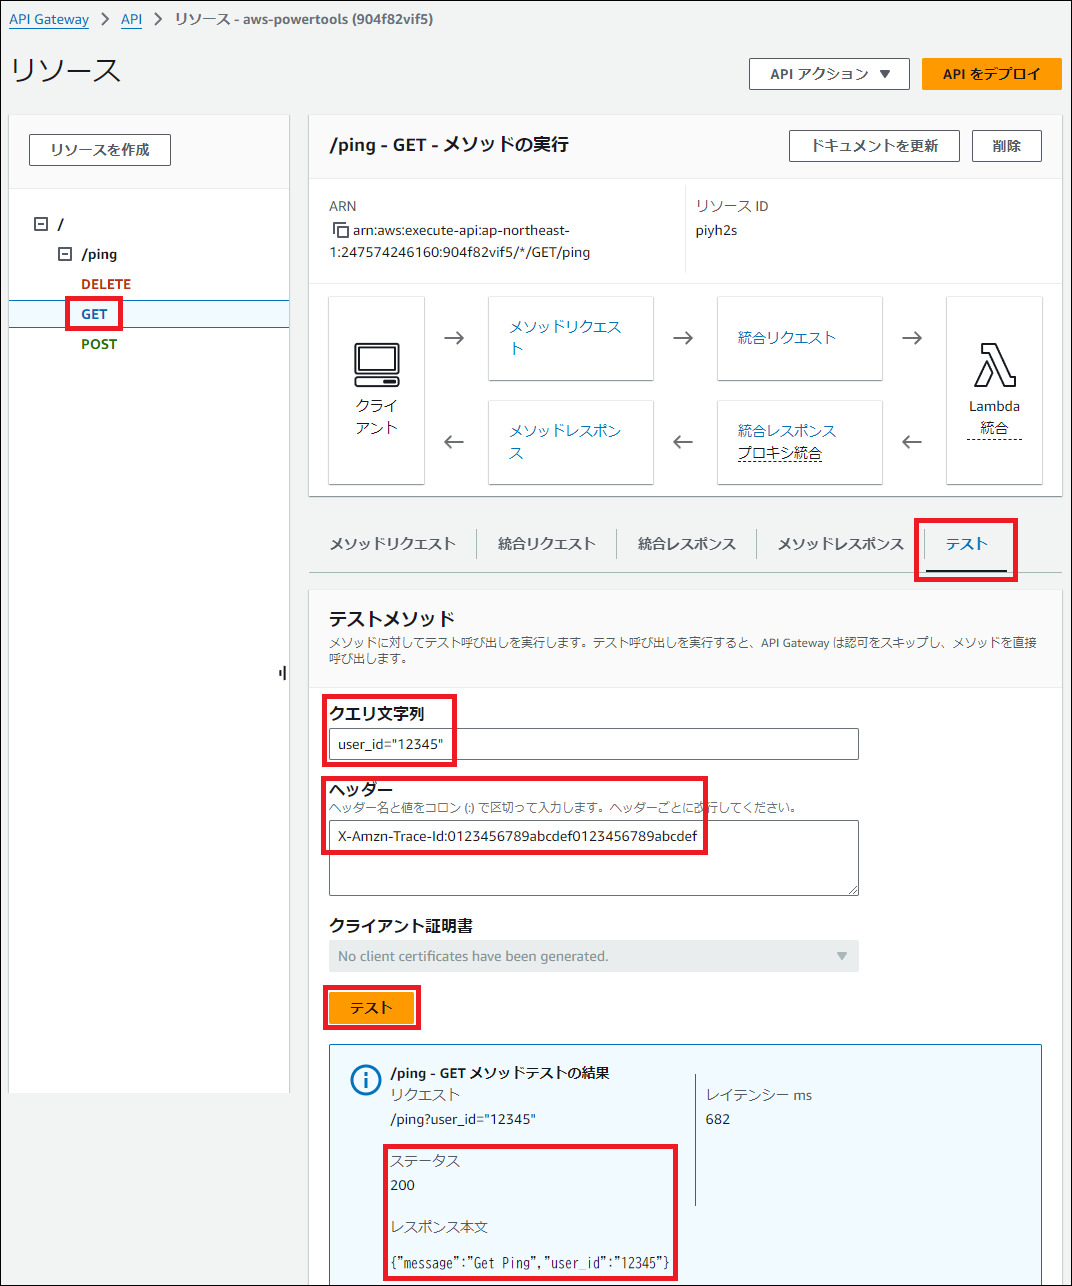 API Gateway > API > リソース - aws-powertools (904f82vif5)
リソース
API アクション ▼
API をデプロイ
リソースを作成
/
/ping
DELETE
GET
POST
/ping - GET - メソッドの実行
ドキュメントを更新
削除
ARN
arn:aws:execute-api:ap-northeast-
1:247574246160:904f82vif5/*/GET/ping
リソース ID
piyh2s
クライ
アント
メソッドリクエス
ト
統合リクエスト
Lambda
統合
メソッドレスポン
ス
統合レスポンス
プロキシ統合
メソッドリクエスト
統合リクエスト
統合レスポンス
メソッドレスポンス
テスト
テストメソッド
メソッドに対してテスト呼び出しを実行します。テスト呼び出しを実行すると、API Gateway は認可をスキップし、メソッドを直接
呼び出します。
クエリ文字列
user_id="12345"
ヘッダー
ヘッダー名と値をコロン (:) で区切って入力します。ヘッダーごとに改行してください。
X-Amzn-Trace-Id:0123456789abcdef0123456789abcdef
クライアント証明書
No client certificates have been generated.
テスト
/ping - GET メソッドテストの結果
リクエスト
/ping?user_id="12345"
レイテンシー ms
682
ステータス
200
レスポンス本文
{"message":"Get Ping","user_id":"12345"}